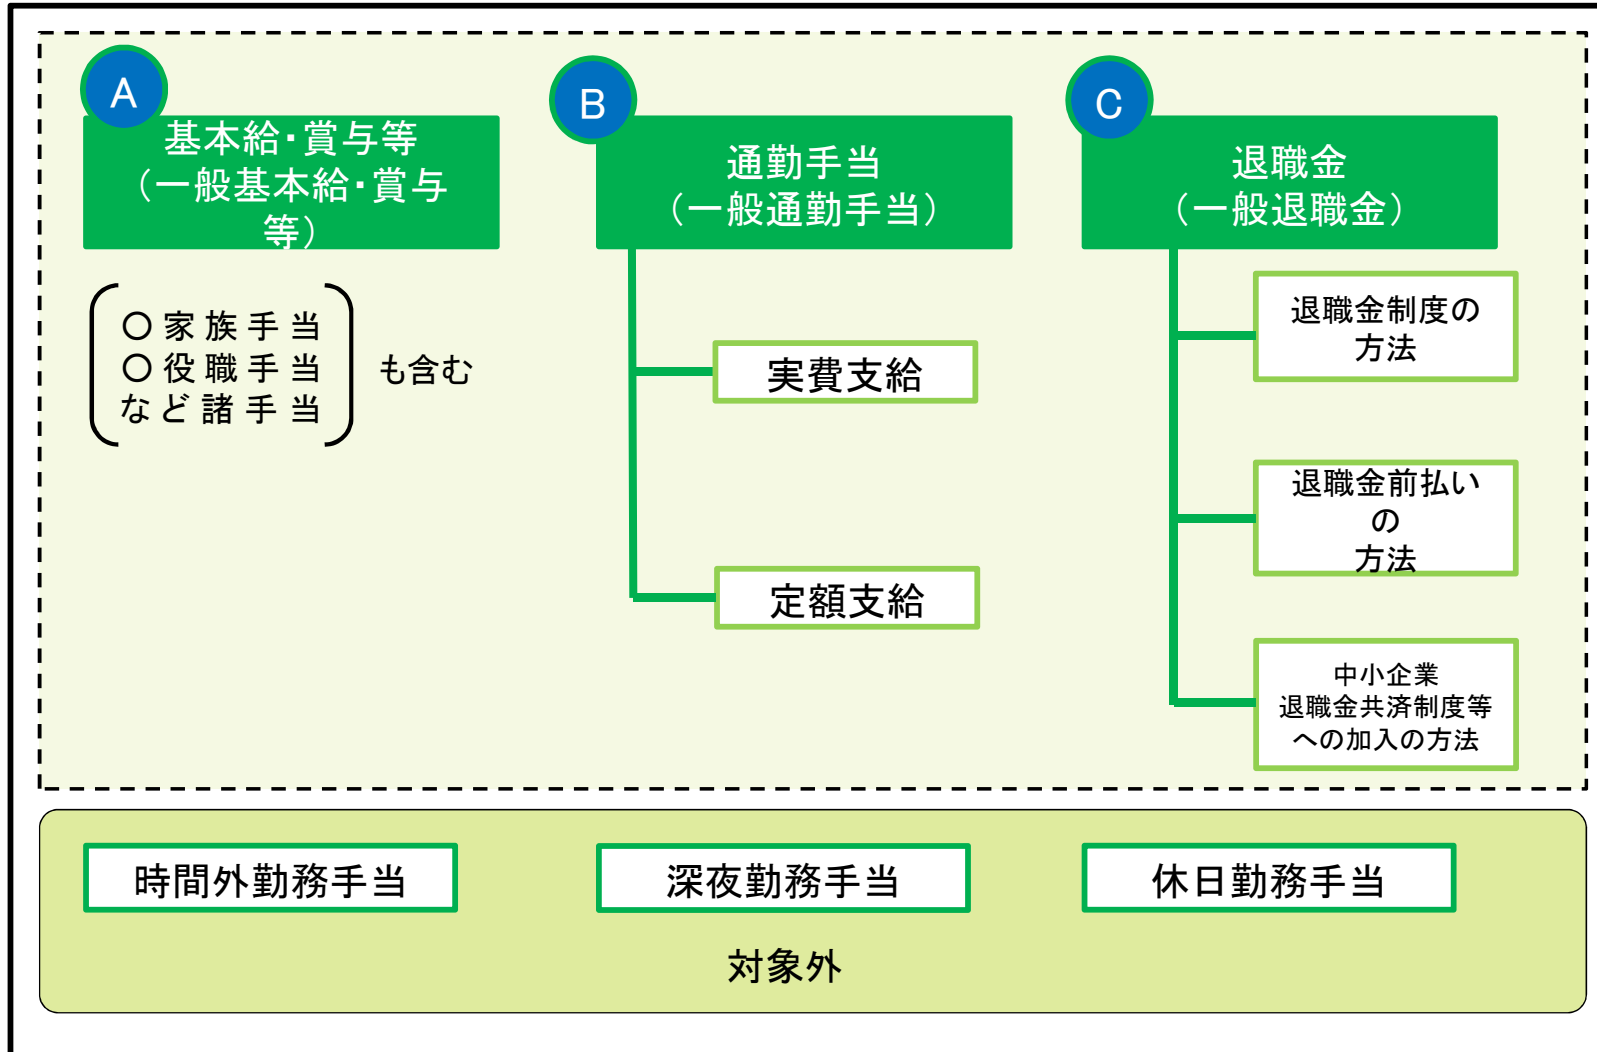 A
基本給・賞与等
（一般基本給・賞与
等）
〇家族手当
〇役職手当
など諸手当
も含む
B
通勤手当
（一般通勤手当）
実費支給
定額支給
C
退職金
（一般退職金）
退職金制度の
方法
退職金前払い
の
方法
中小企業
退職金共済制度等
への加入の方法
時間外勤務手当
深夜勤務手当
休日勤務手当
対象外